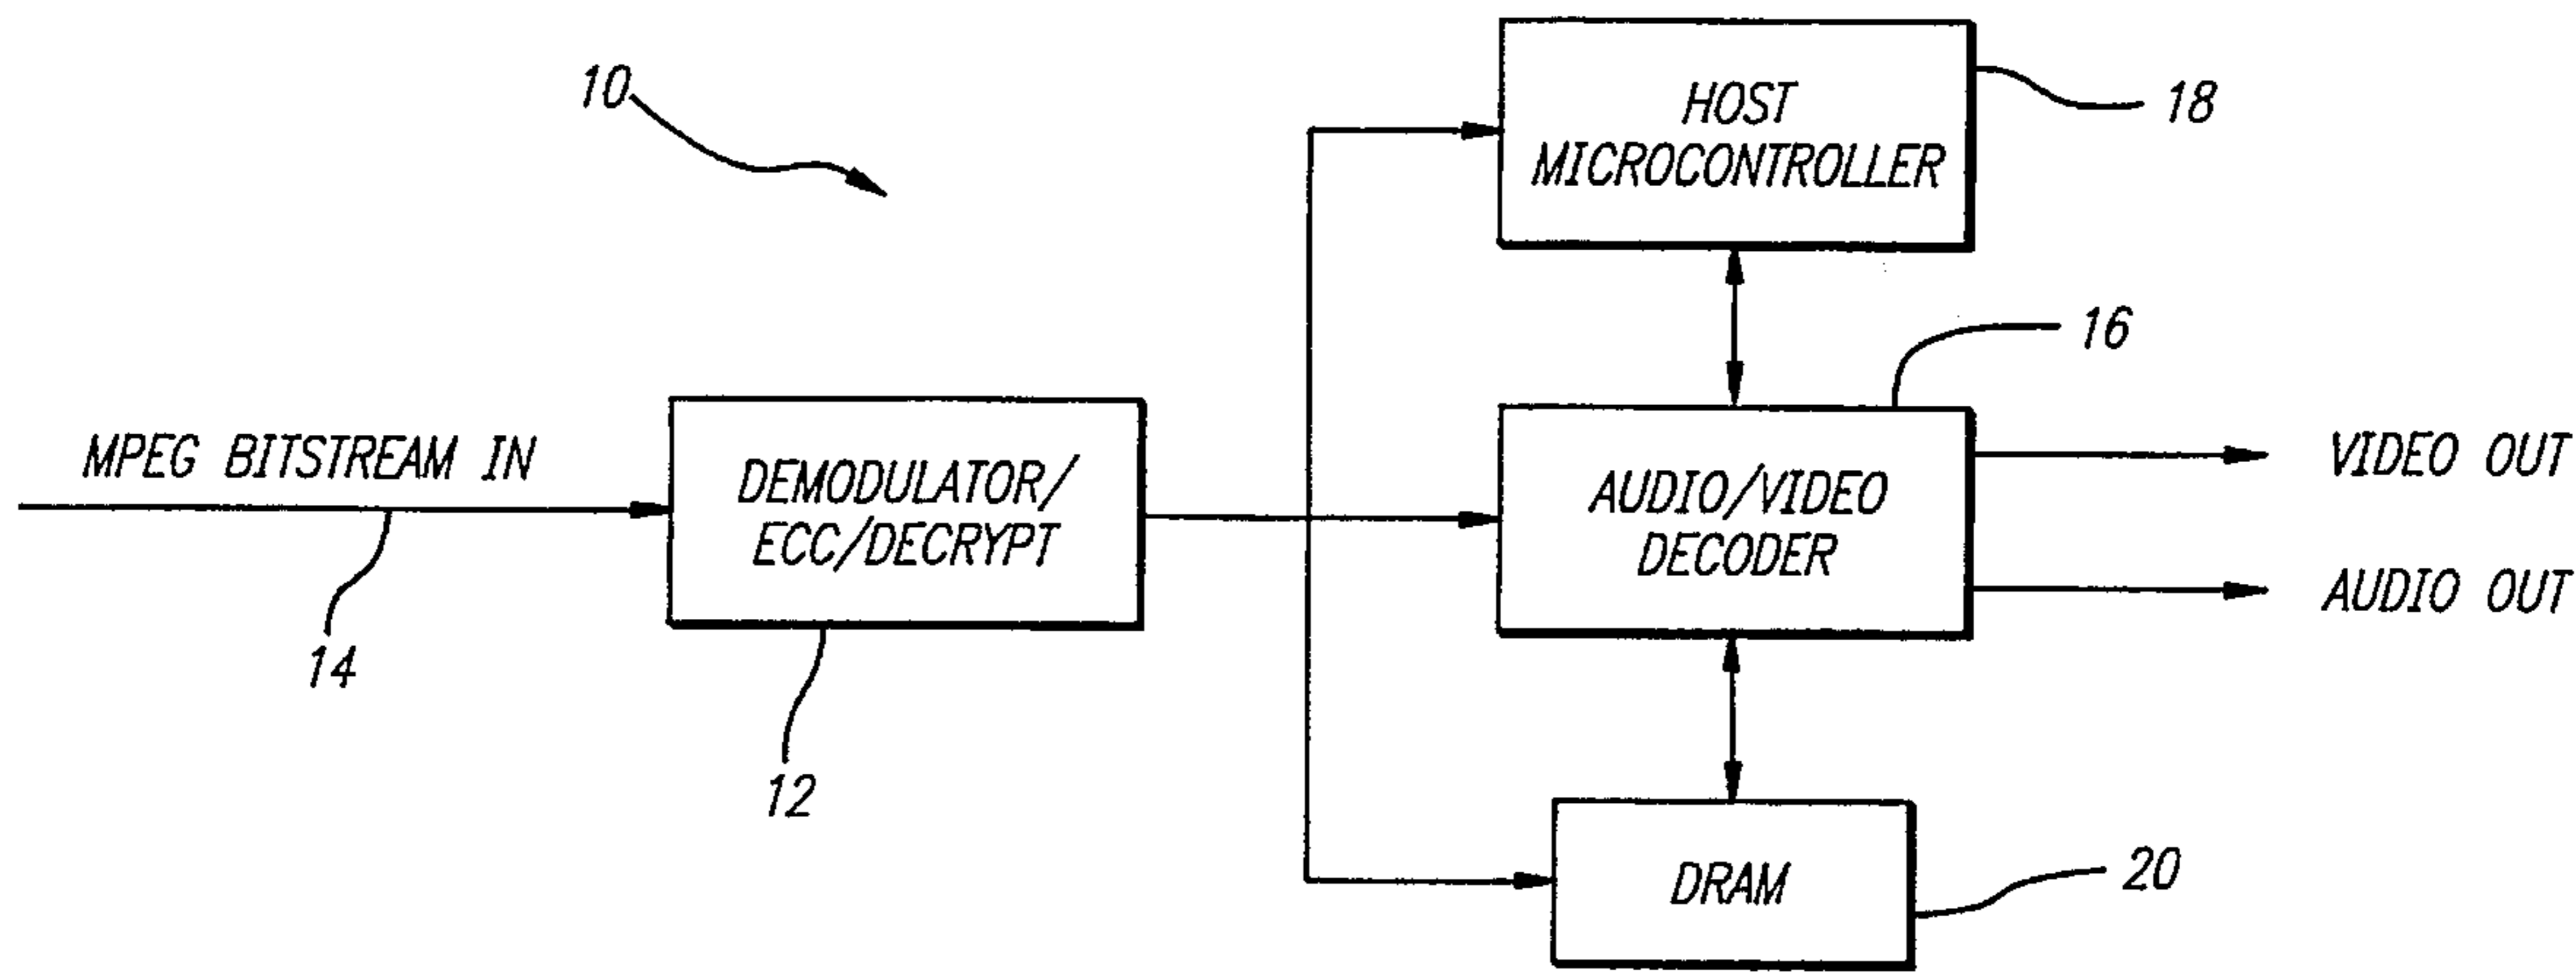 10
HOST
MICROCONTROLLER
18
16
MPEG BITSTREAM IN
DEMODULATOR/
ECC/DECRYPT
AUDIO/VIDEO
DECODER
VIDEO OUT
AUDIO OUT
14
12
DRAM
20